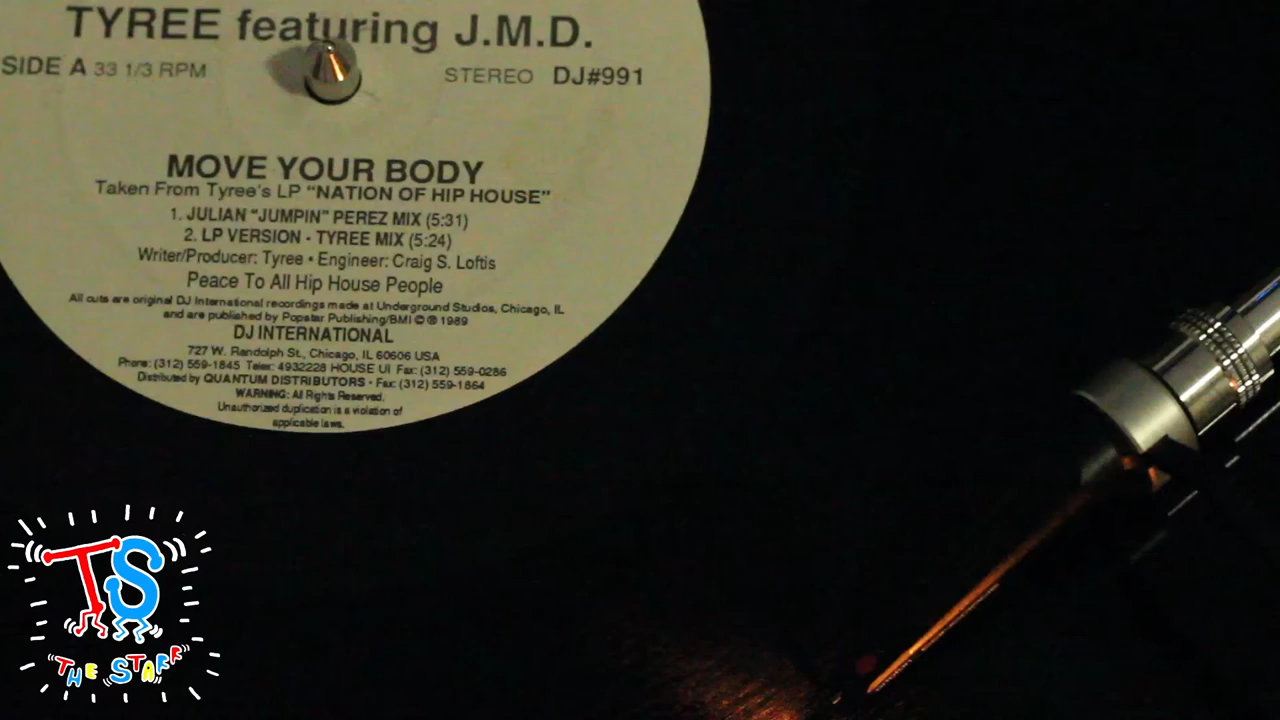 TYREE featuring J.M.D.
SIDE A 33 1/3 RPM STEREO DJ#991
MOVE YOUR BODY
Taken From Tyree's LP "NATION OF HIP HOUSE"
1. JULIAN "JUMPIN" PEREZ MIX (5:31)
2. LP VERSION - TYREE MIX (5:24)
Writer/Producer: Tyree • Engineer: Craig S. Loftis
Peace To All Hip House People
All cuts are original DJ International recordings made at Underground Studios, Chicago, IL
and are published by Popstar Publishing/BMI © ℗ 1989
DJ INTERNATIONAL
727 W. Randolph St., Chicago, IL 60606 USA
Phone: (312) 559-1845 Telex: 4932228 HOUSE UI Fax: (312) 559-0286
Distributed by QUANTUM DISTRIBUTORS • Fax: (312) 559-1864
WARNING: All Rights Reserved.
Unauthorized duplication is a violation of
applicable laws.
TS
"THE STAFF"